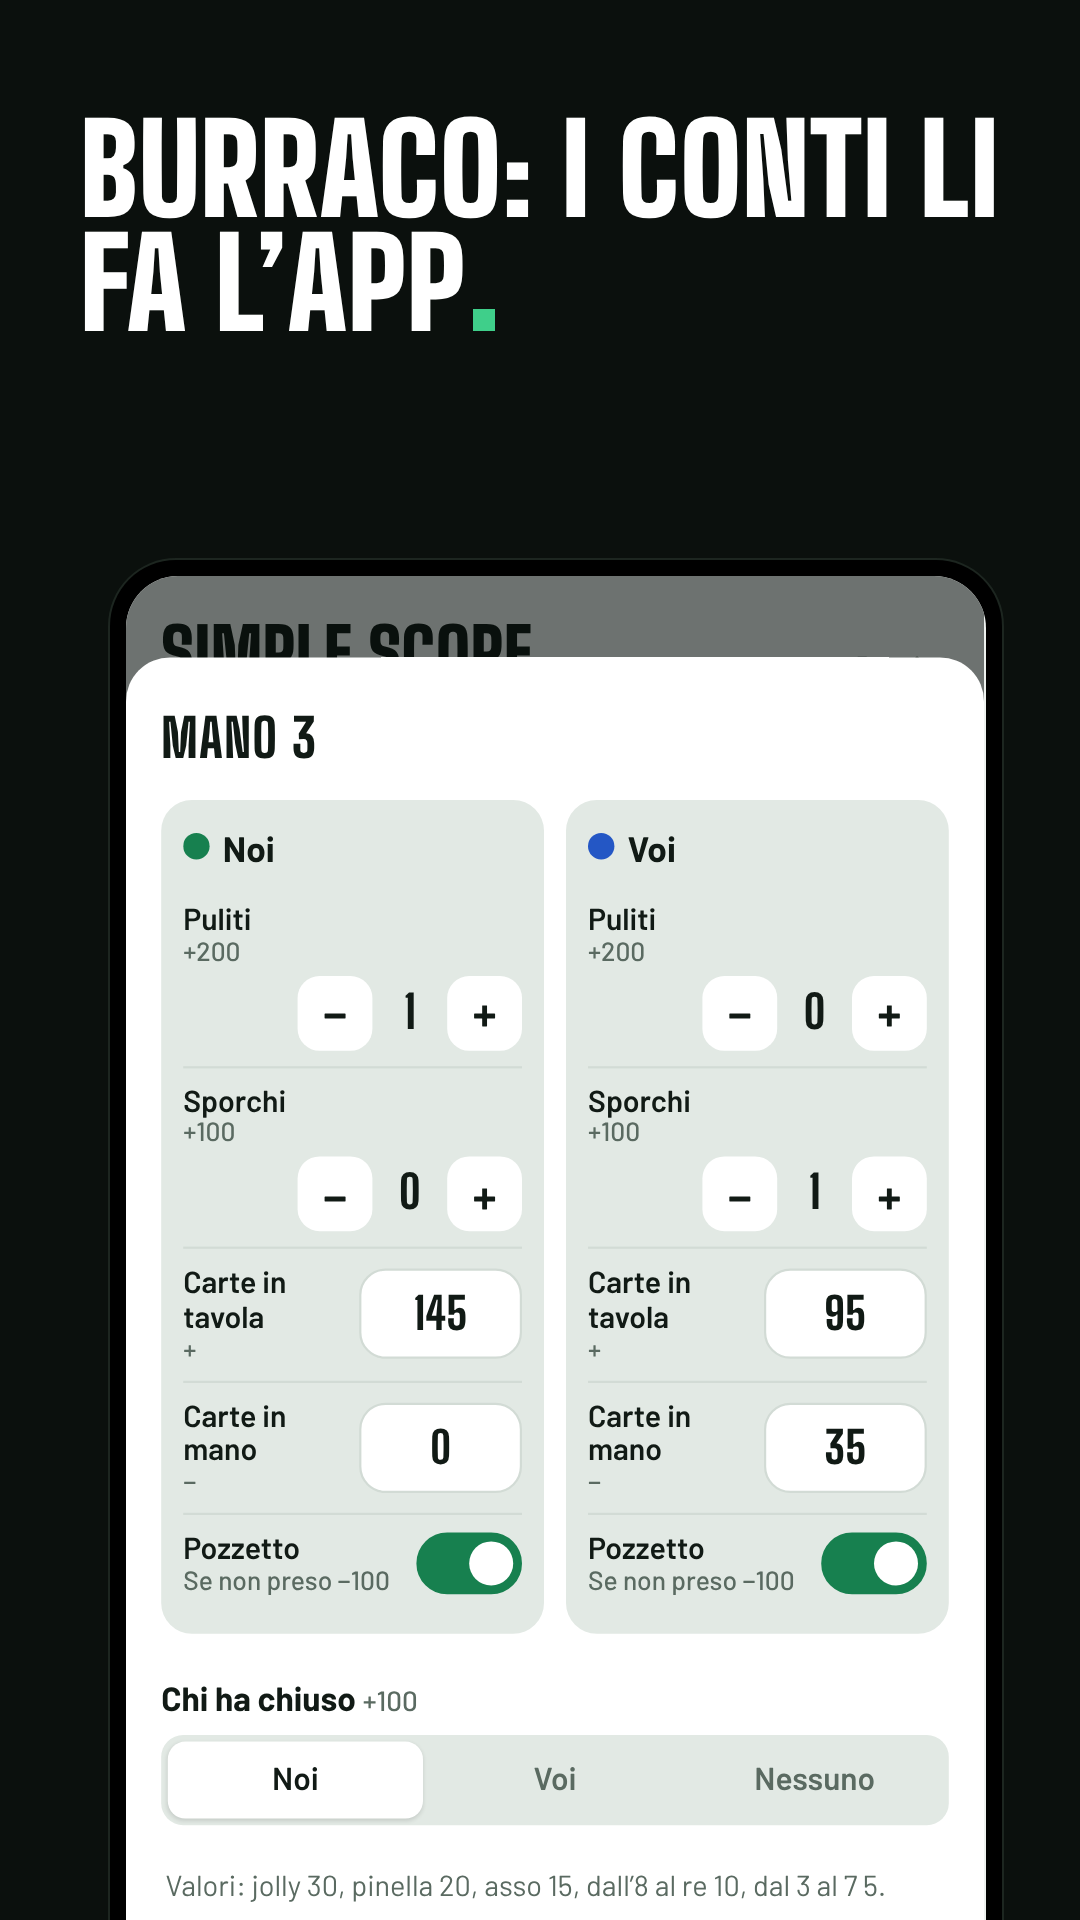 BURRACO: I CONTI LI
FA L’APP.
SIMPLE SCORE
MANO 3
Noi
Puliti
+200
− 1 +
Sporchi
+100
− 0 +
Carte in
tavola
+
145
Carte in
mano
−
0
Pozzetto
Se non preso −100
Voi
Puliti
+200
− 0 +
Sporchi
+100
− 1 +
Carte in
tavola
+
95
Carte in
mano
−
35
Pozzetto
Se non preso −100
Chi ha chiuso +100
Noi Voi Nessuno
Valori: jolly 30, pinella 20, asso 15, dall’8 al re 10, dal 3 al 7 5.